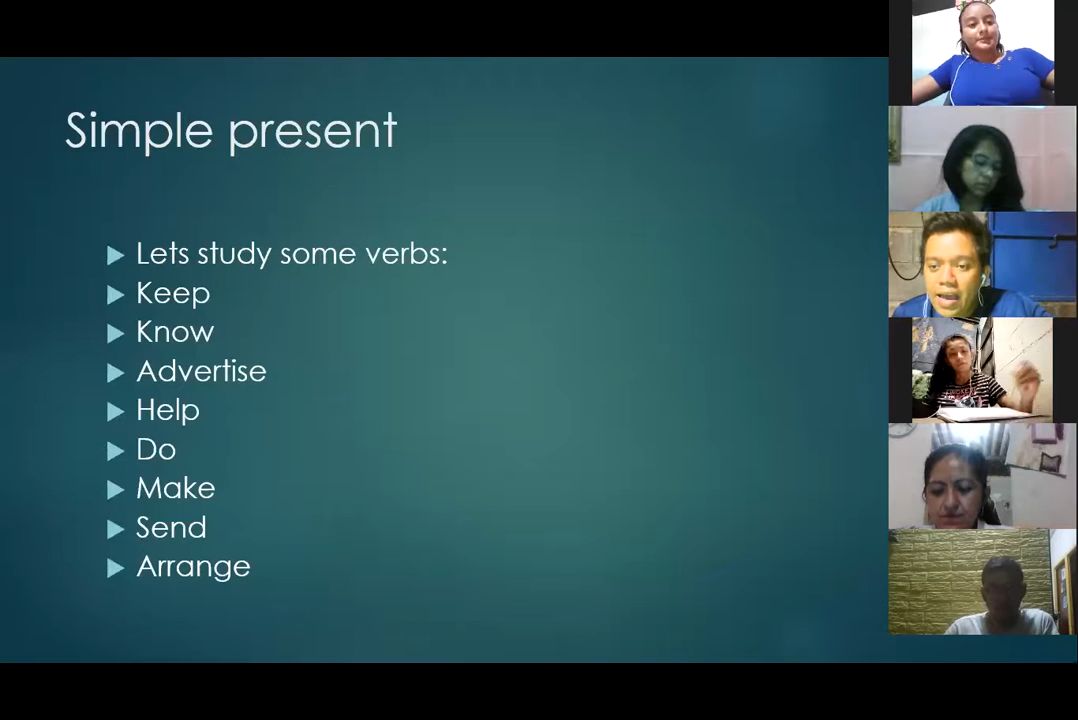 Simple present
Lets study some verbs:
Keep
Know
Advertise
Help
Do
Make
Send
Arrange